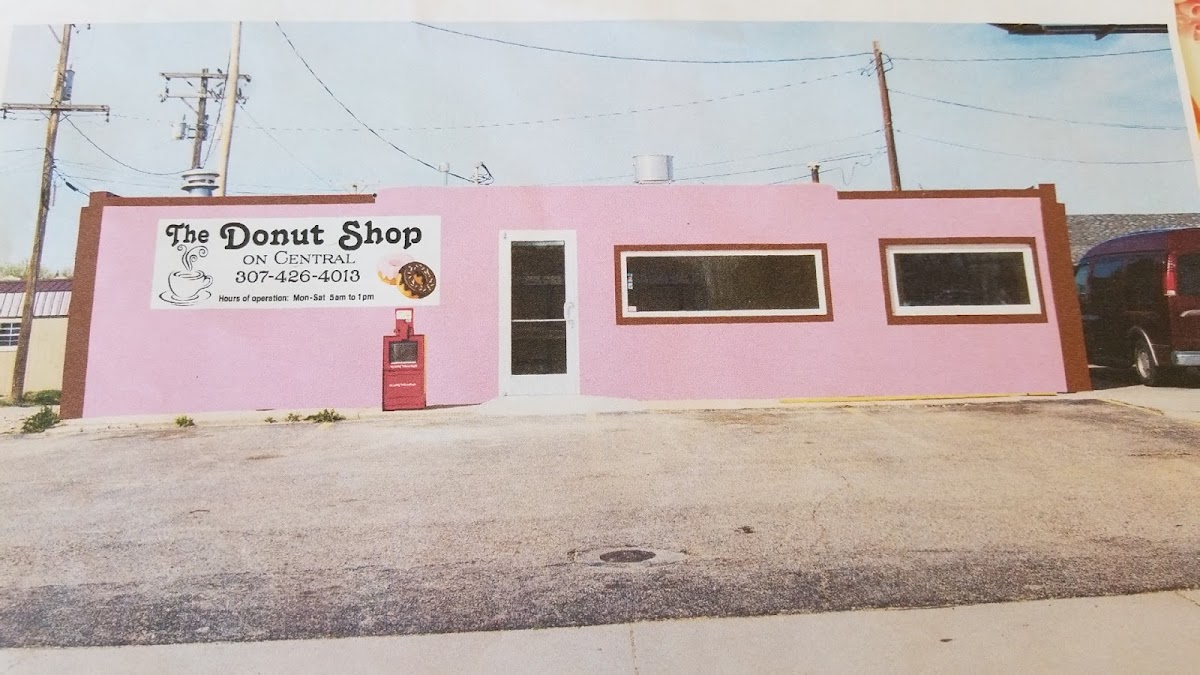 The Donut Shop
ON CENTRAL
307-426-4013
Hours of operation: Mon-Sat 5am to 1pm